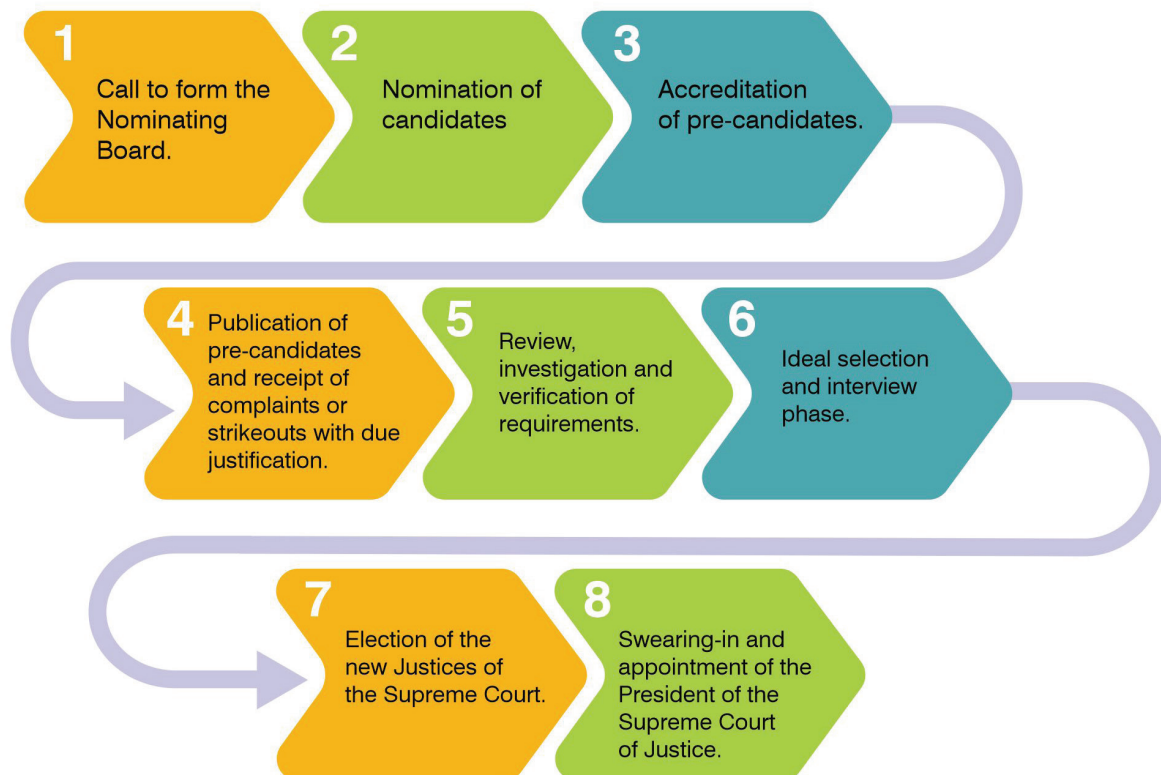 1
Call to form the
Nominating
Board.
2
Nomination of
candidates
3
Accreditation
of pre-candidates.
4
Publication of
pre-candidates
and receipt of
complaints or
strikeouts with due
justification.
5
Review,
investigation and
verification of
requirements.
6
Ideal selection
and interview
phase.
7
Election of the
new Justices of
the Supreme Court.
8
Swearing-in and
appointment of the
President of the
Supreme Court
of Justice.